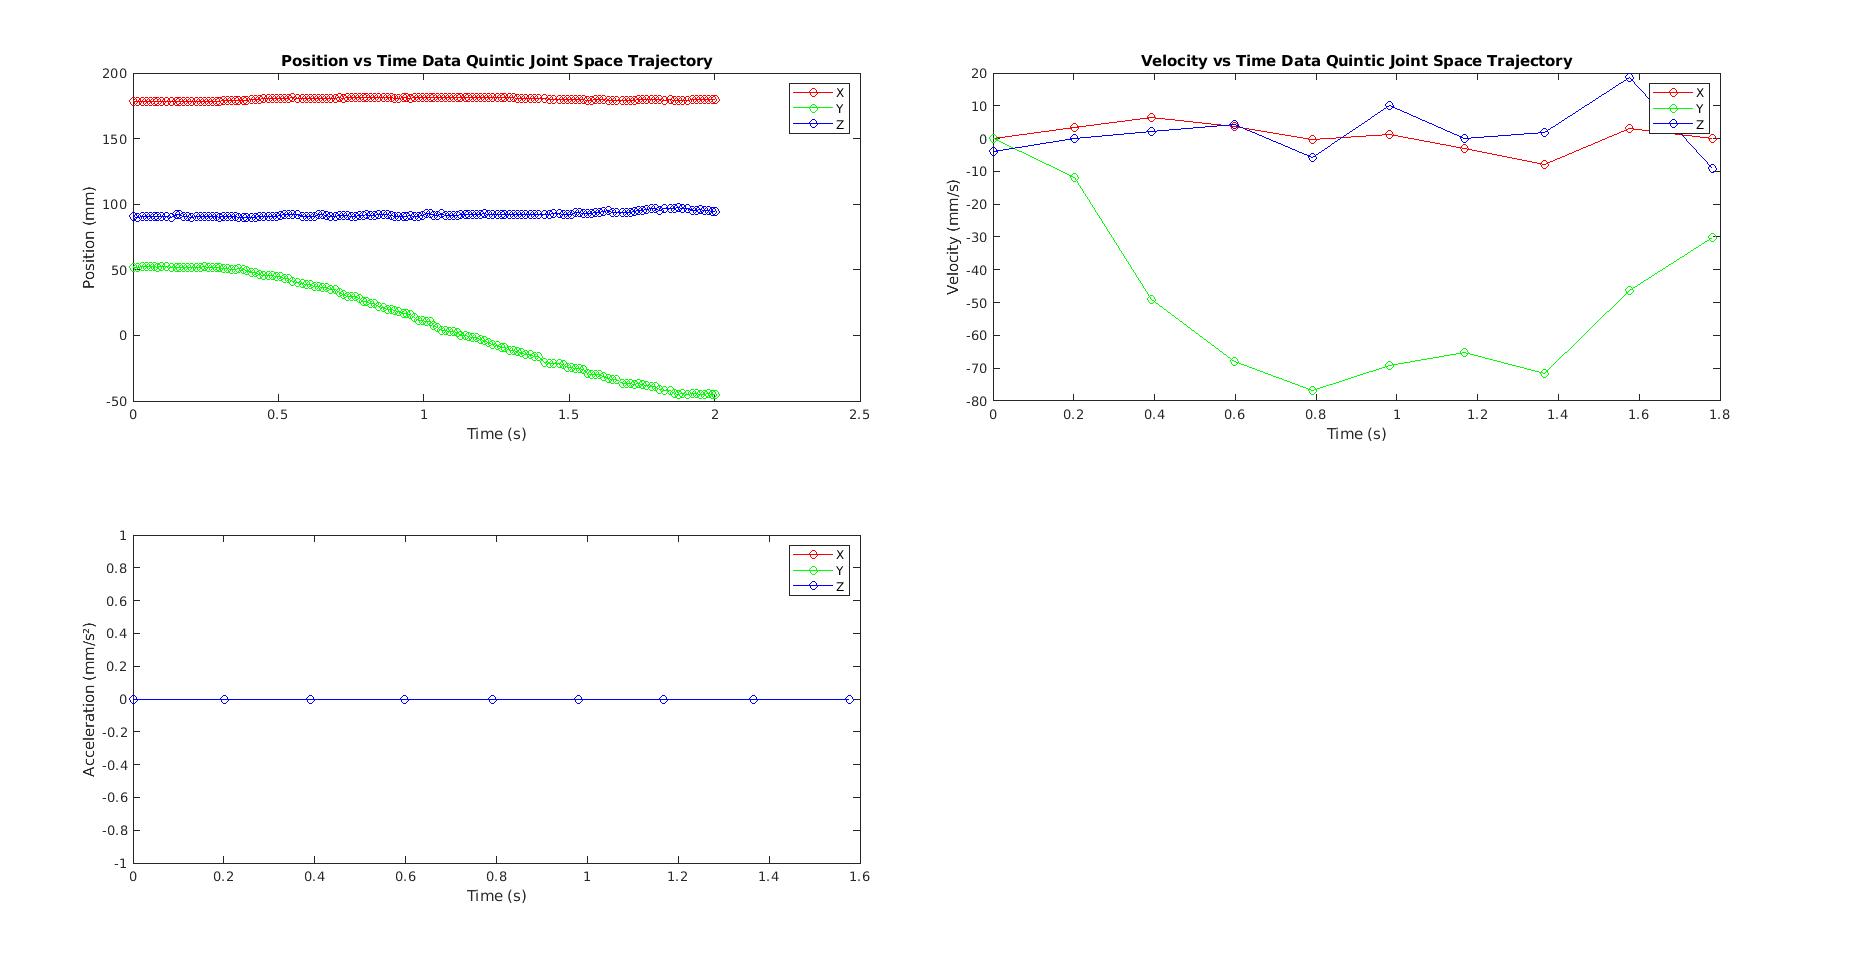 Position vs Time Data Quintic Joint Space Trajectory
200
150
100
50
0
-50
Position (mm)
0 0.5 1 1.5 2 2.5
Time (s)
X
Y
Z
Velocity vs Time Data Quintic Joint Space Trajectory
20
10
0
-10
-20
-30
-40
-50
-60
-70
-80
Velocity (mm/s)
0 0.2 0.4 0.6 0.8 1 1.2 1.4 1.6 1.8
Time (s)
X
Y
Z
1
0.8
0.6
0.4
0.2
0
-0.2
-0.4
-0.6
-0.8
-1
Acceleration (mm/s²)
0 0.2 0.4 0.6 0.8 1 1.2 1.4 1.6
Time (s)
X
Y
Z